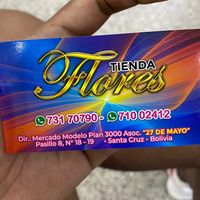 TIENDA
Flores
731 70790 - 710 02412
Dir.: Mercado Modelo Plan 3000 Asoc. "27 DE MAYO"
Pasillo 8, Nº 18 - 19 • Santa Cruz - Bolivia